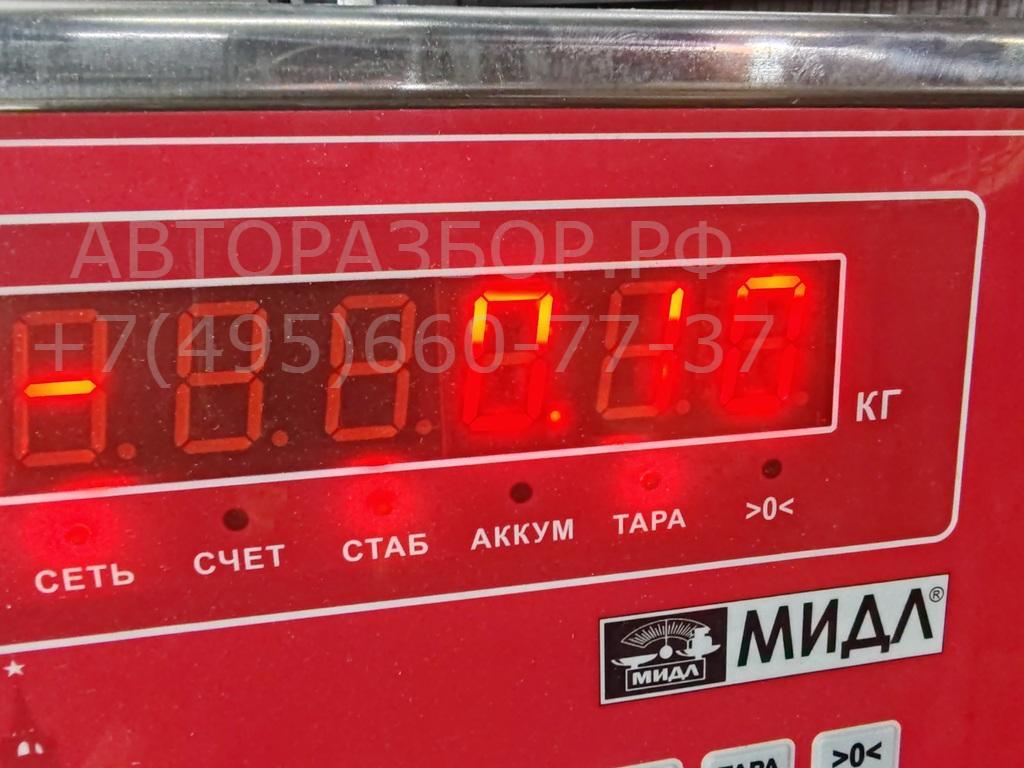 АВТОРАЗБОР.РФ
+7(495)660-77-37
- 0.10
КГ
СЕТЬ СЧЕТ СТАБ АККУМ ТАРА >0<
МИДЛ МИДЛ®
ТАРА >0<